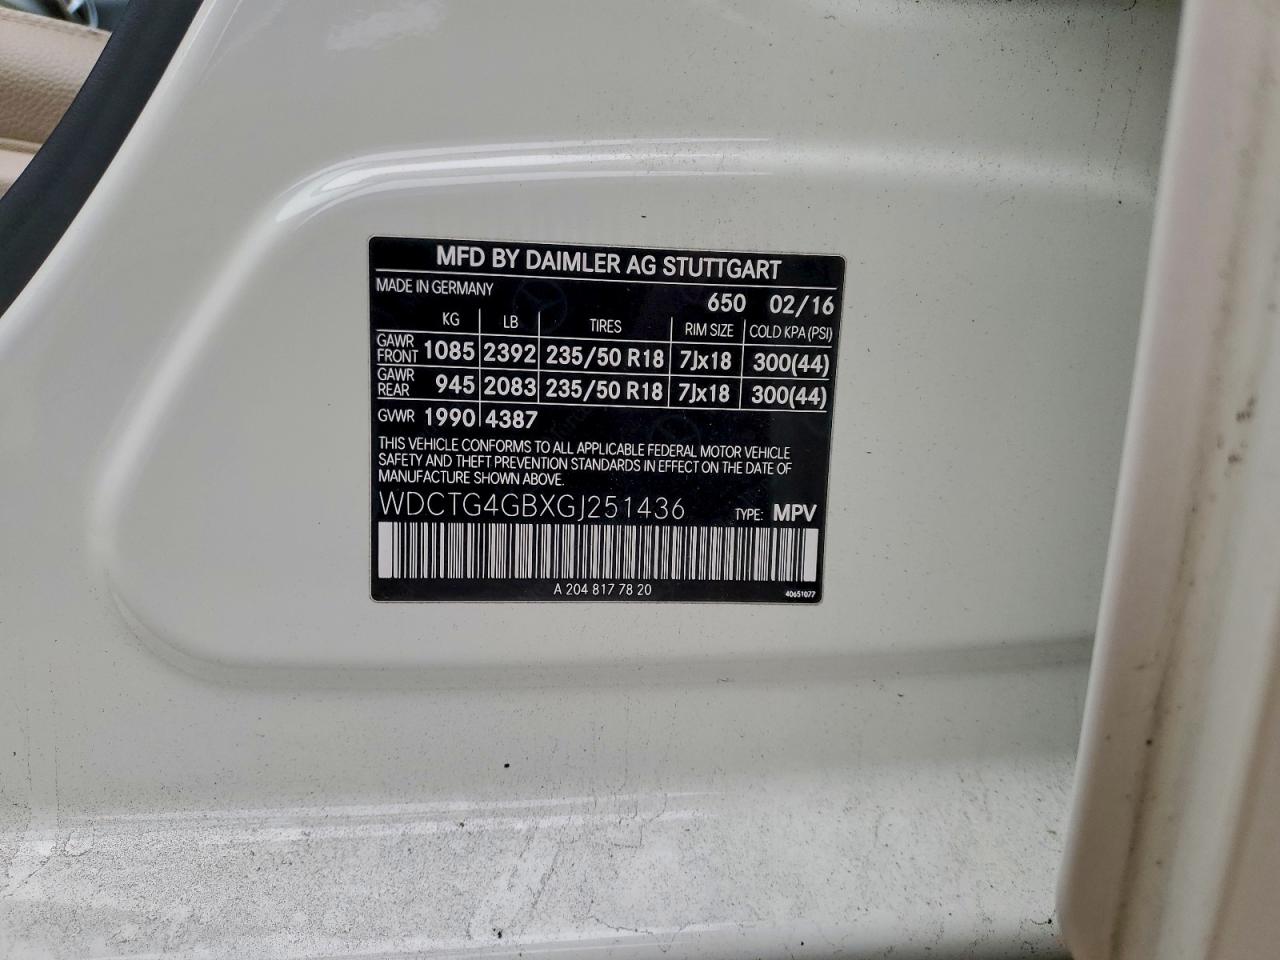 MFD BY DAIMLER AG STUTTGART
MADE IN GERMANY
650 02/16
KG LB TIRES RIM SIZE COLD KPA (PSI)
GAWR FRONT 1085 2392 235/50 R18 7Jx18 300(44)
GAWR REAR 945 2083 235/50 R18 7Jx18 300(44)
GVWR 1990 4387
THIS VEHICLE CONFORMS TO ALL APPLICABLE FEDERAL MOTOR VEHICLE
SAFETY AND THEFT PREVENTION STANDARDS IN EFFECT ON THE DATE OF
MANUFACTURE SHOWN ABOVE.
WDCTG4GBXGJ251436 TYPE: MPV
A 204 817 78 20
40651077